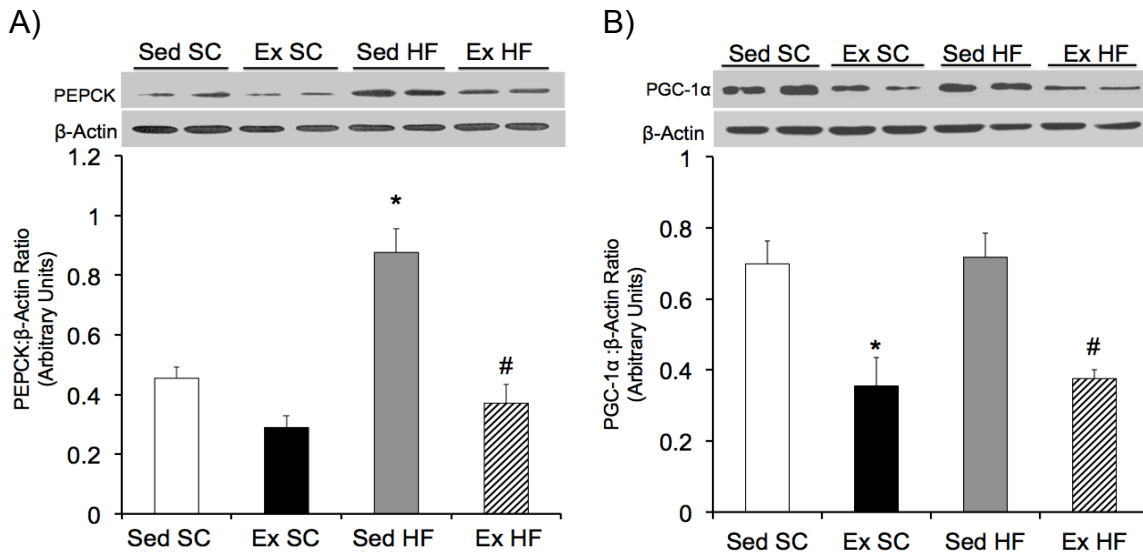 A)
Sed SC Ex SC Sed HF Ex HF
PEPCK
β-Actin
1.2
1
0.8
0.6
0.4
0.2
0
PEPCK:β-Actin Ratio
(Arbitrary Units)
*
#
Sed SC Ex SC Sed HF Ex HF
B)
Sed SC Ex SC Sed HF Ex HF
PGC-1α
β-Actin
1
0.8
0.6
0.4
0.2
0
PGC-1α :β-Actin Ratio
(Arbitrary Units)
*
#
Sed SC Ex SC Sed HF Ex HF